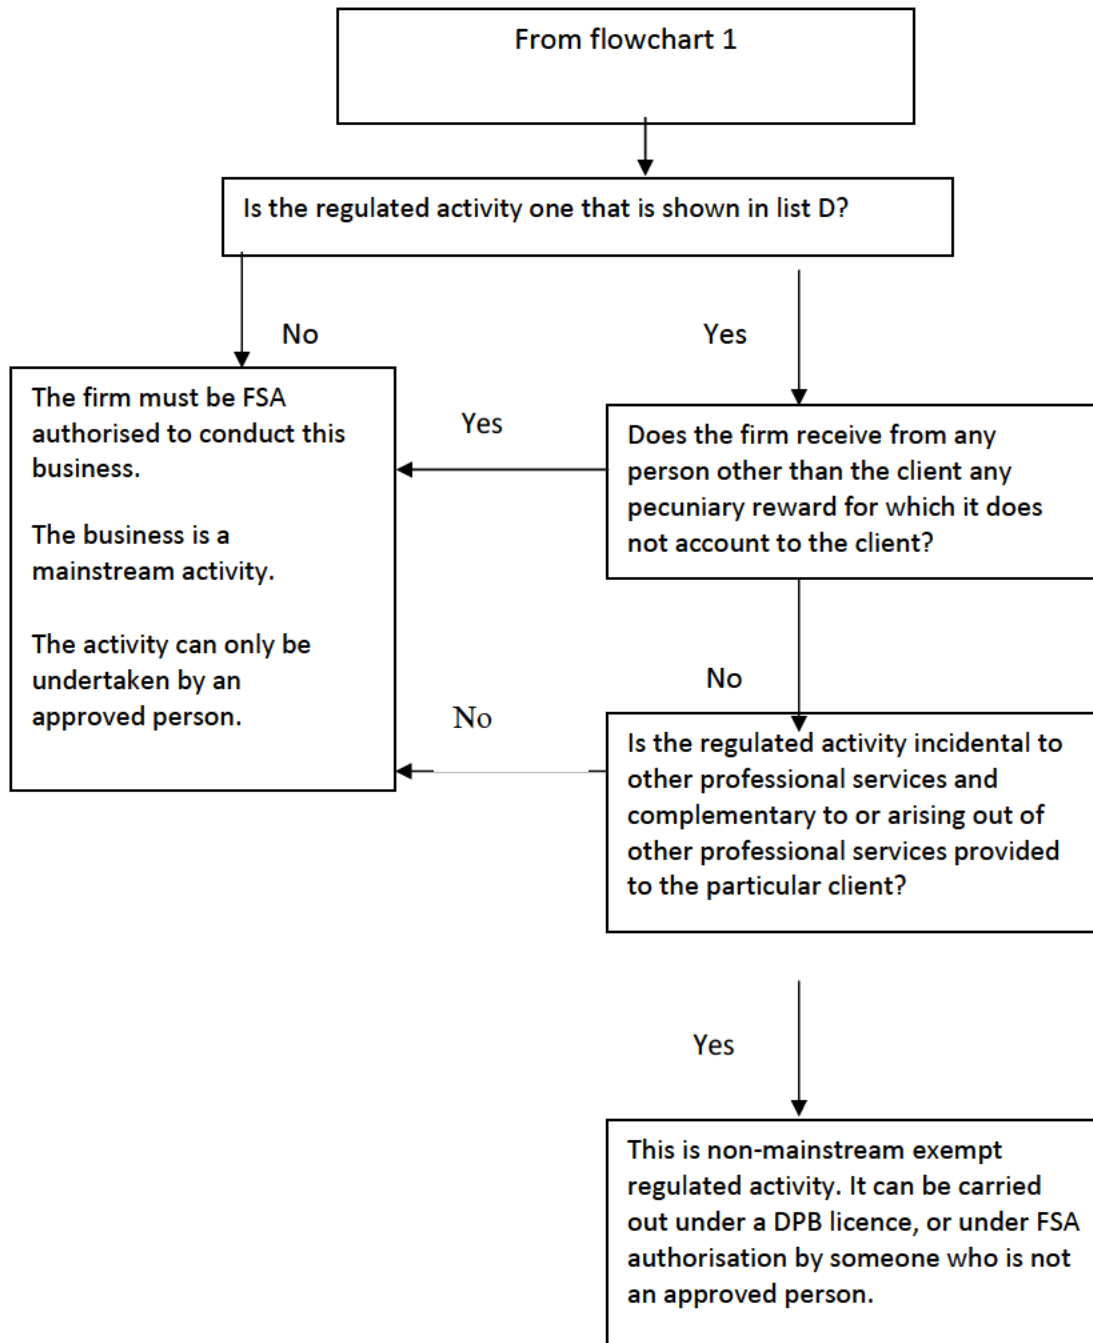 From flowchart 1
Is the regulated activity one that is shown in list D?
No
Yes
The firm must be FSA
authorised to conduct this
business.
The business is a
mainstream activity.
The activity can only be
undertaken by an
approved person.
Yes
Does the firm receive from any
person other than the client any
pecuniary reward for which it does
not account to the client?
No
No
Is the regulated activity incidental to
other professional services and
complementary to or arising out of
other professional services provided
to the particular client?
Yes
This is non-mainstream exempt
regulated activity. It can be carried
out under a DPB licence, or under FSA
authorisation by someone who is not
an approved person.